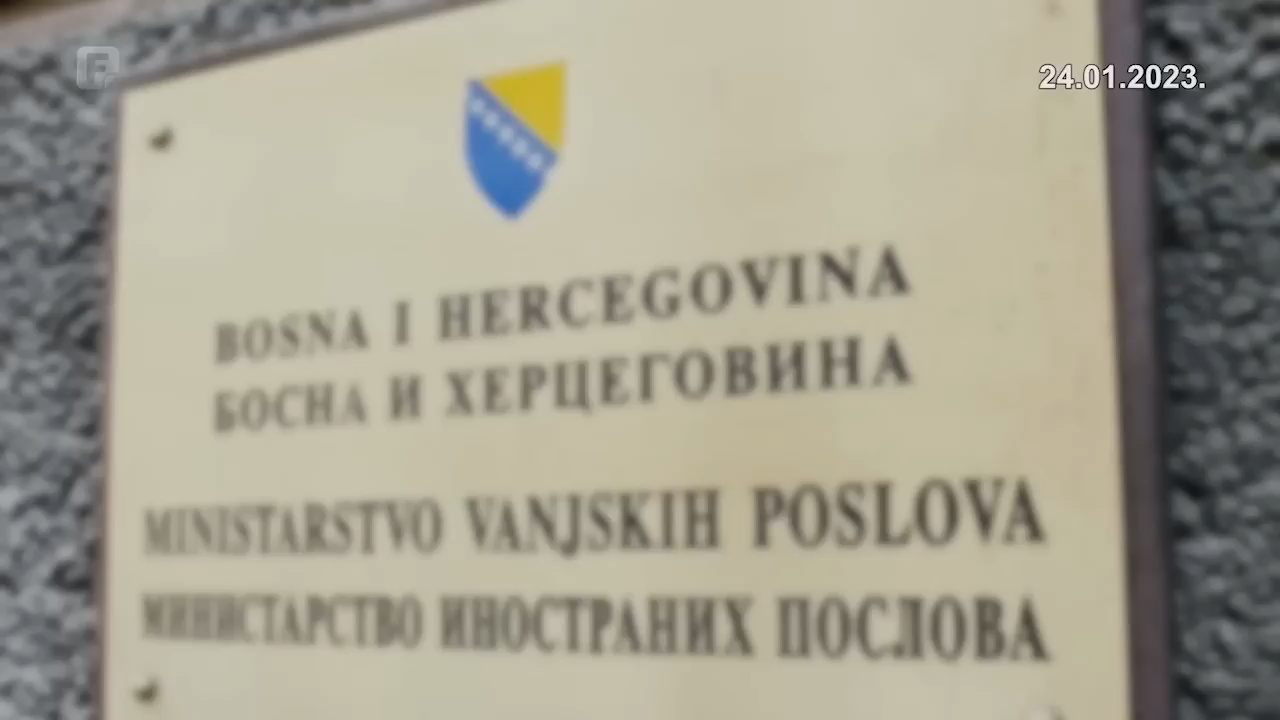 24.01.2023.
BOSNA I HERCEGOVINA
БОСНА И ХЕРЦЕГОВИНА
MINISTARSTVO VANJSKIH POSLOVA
МИНИСТАРСТВО ИНОСТРАНИХ ПОСЛОВА